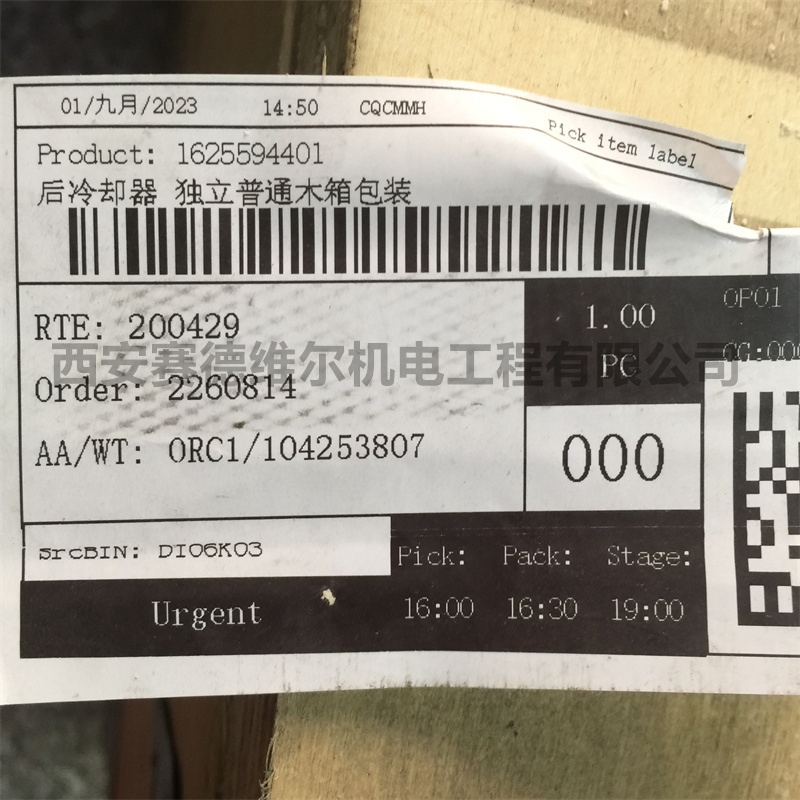 01/九月/2023 14:50 CQCMMH
Pick item label
Product: 1625594401
后冷却器 独立普通木箱包装
RTE: 200429
1.00
OP01
西安赛德维尔机电工程有限公司
PC
Order: 2260814
AA/WT: ORC1/104253807
000
SrcBIN: DI06K03
Pick: Pack: Stage:
Urgent
16:00 16:30 19:00